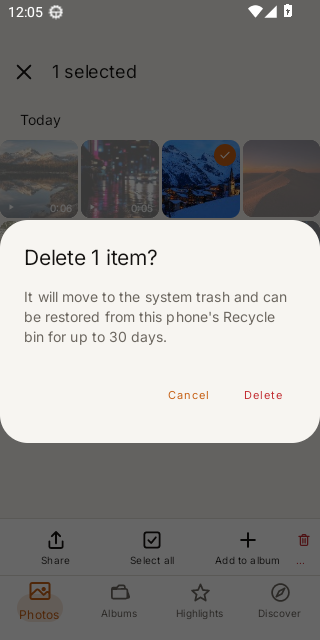 12:05
1 selected
Today
0:06
0:05
Delete 1 item?
It will move to the system trash and can
be restored from this phone's Recycle
bin for up to 30 days.
Cancel
Delete
Share
Select all
Add to album
...
Photos
Albums
Highlights
Discover